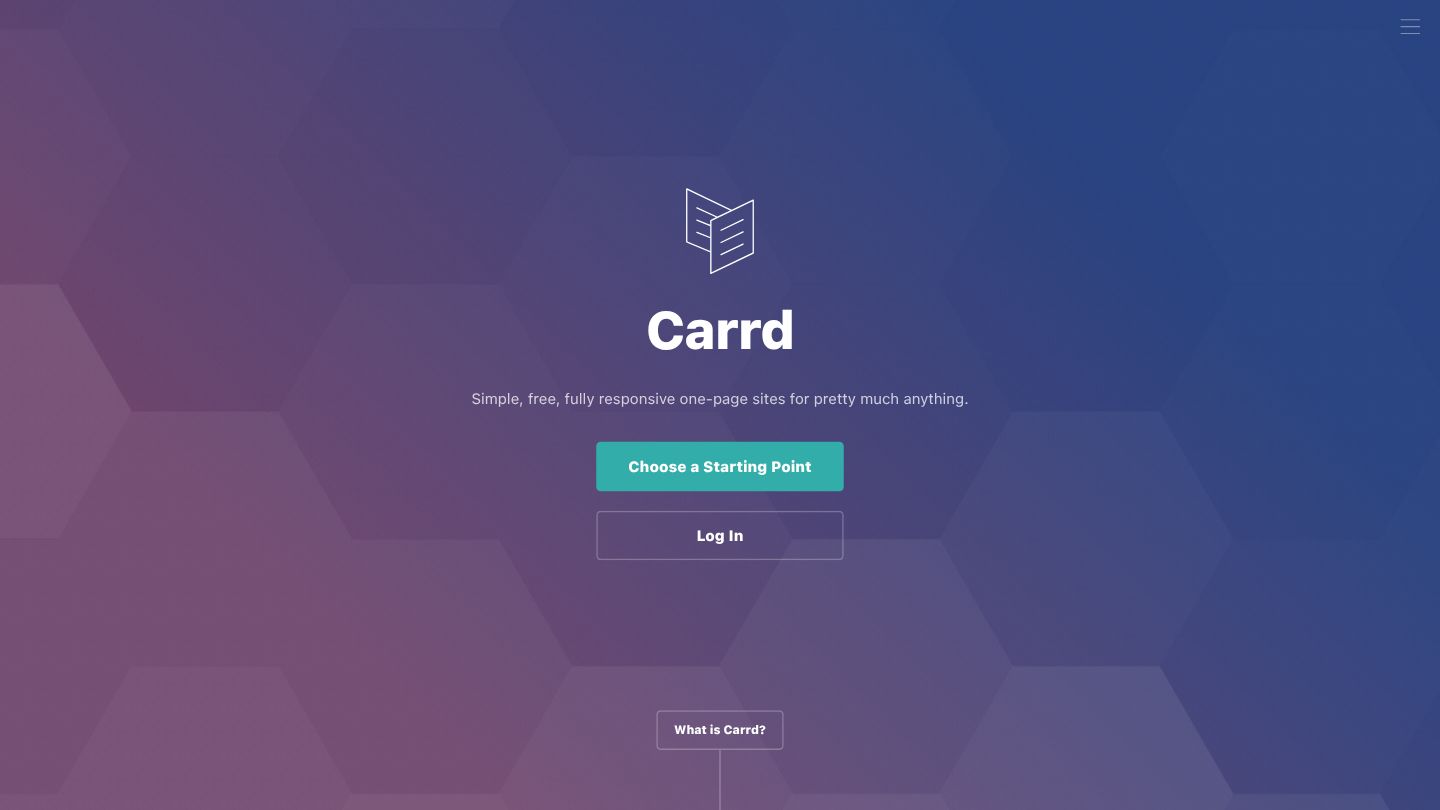 Carrd
Simple, free, fully responsive one-page sites for pretty much anything.
Choose a Starting Point
Log In
What is Carrd?